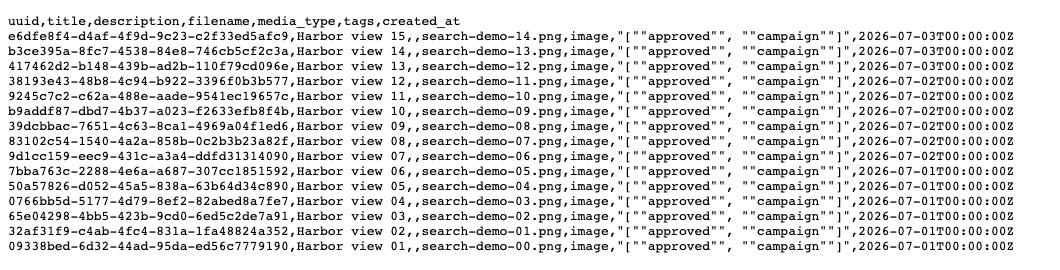 uuid,title,description,filename,media_type,tags,created_at
e6dfe8f4-d4af-4f9d-9c23-c2f33ed5afc9,Harbor view 15,,search-demo-14.png,image,"[""approved"", ""campaign""]",2026-07-03T00:00:00Z
b3ce395a-8fc7-4538-84e8-746cb5cf2c3a,Harbor view 14,,search-demo-13.png,image,"[""approved"", ""campaign""]",2026-07-03T00:00:00Z
417462d2-b148-439b-ad2b-110f79cd096e,Harbor view 13,,search-demo-12.png,image,"[""approved"", ""campaign""]",2026-07-03T00:00:00Z
38193e43-48b8-4c94-b922-3396f0b3b577,Harbor view 12,,search-demo-11.png,image,"[""approved"", ""campaign""]",2026-07-02T00:00:00Z
9245c7c2-c62a-488e-aade-9541ec19657c,Harbor view 11,,search-demo-10.png,image,"[""approved"", ""campaign""]",2026-07-02T00:00:00Z
b9addf87-dbd7-4b37-a023-f2633efb8f4b,Harbor view 10,,search-demo-09.png,image,"[""approved"", ""campaign""]",2026-07-02T00:00:00Z
39dcbbac-7651-4c63-8ca1-4969a04f1ed6,Harbor view 09,,search-demo-08.png,image,"[""approved"", ""campaign""]",2026-07-02T00:00:00Z
83102c54-1540-4a2a-858b-0c2b3b23a82f,Harbor view 08,,search-demo-07.png,image,"[""approved"", ""campaign""]",2026-07-02T00:00:00Z
9d1cc159-eec9-431c-a3a4-ddfd31314090,Harbor view 07,,search-demo-06.png,image,"[""approved"", ""campaign""]",2026-07-02T00:00:00Z
7bba763c-2288-4e6a-a687-307cc1851592,Harbor view 06,,search-demo-05.png,image,"[""approved"", ""campaign""]",2026-07-01T00:00:00Z
50a57826-d052-45a5-838a-63b64d34c890,Harbor view 05,,search-demo-04.png,image,"[""approved"", ""campaign""]",2026-07-01T00:00:00Z
0766bb5d-5177-4d79-8ef2-82abed8a7fe7,Harbor view 04,,search-demo-03.png,image,"[""approved"", ""campaign""]",2026-07-01T00:00:00Z
65e04298-4bb5-423b-9cd0-6ed5c2de7a91,Harbor view 03,,search-demo-02.png,image,"[""approved"", ""campaign""]",2026-07-01T00:00:00Z
32af31f9-c4ab-4fc4-831a-1fa48824a352,Harbor view 02,,search-demo-01.png,image,"[""approved"", ""campaign""]",2026-07-01T00:00:00Z
09338bed-6d32-44ad-95da-ed56c7779190,Harbor view 01,,search-demo-00.png,image,"[""approved"", ""campaign""]",2026-07-01T00:00:00Z